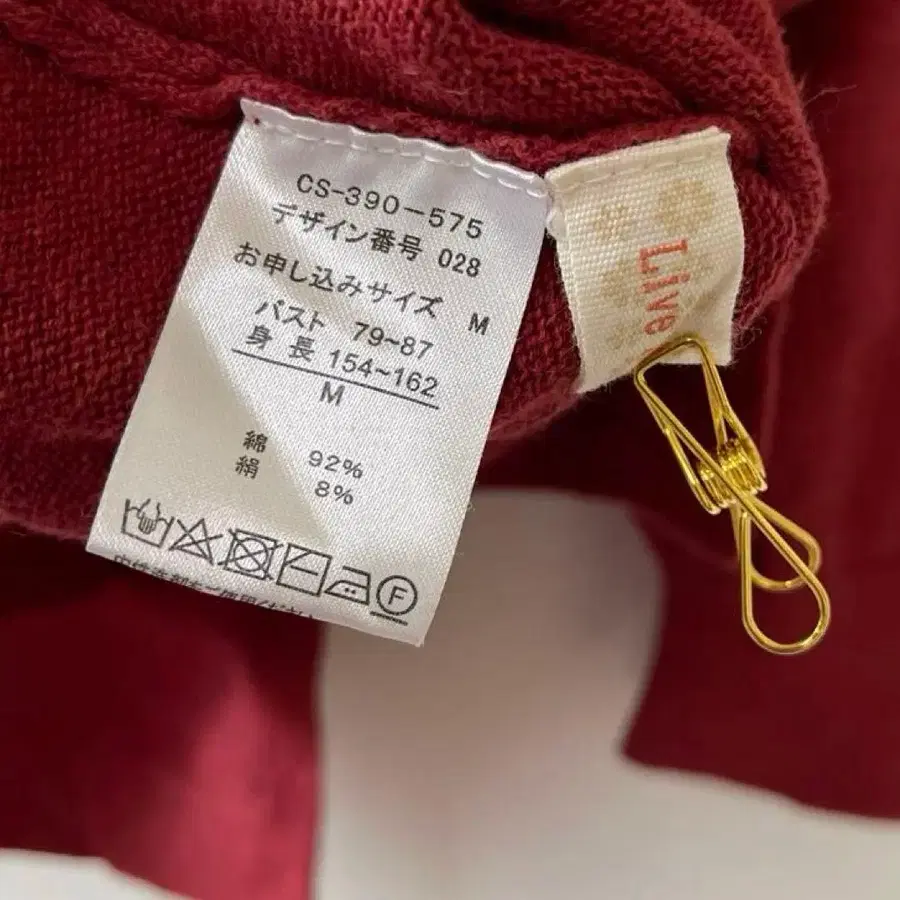 CS-390-575
デザイン番号 028
お申し込みサイズ M
バスト 79~87
身長 154~162
M
綿 92%
絹 8%
F
Live